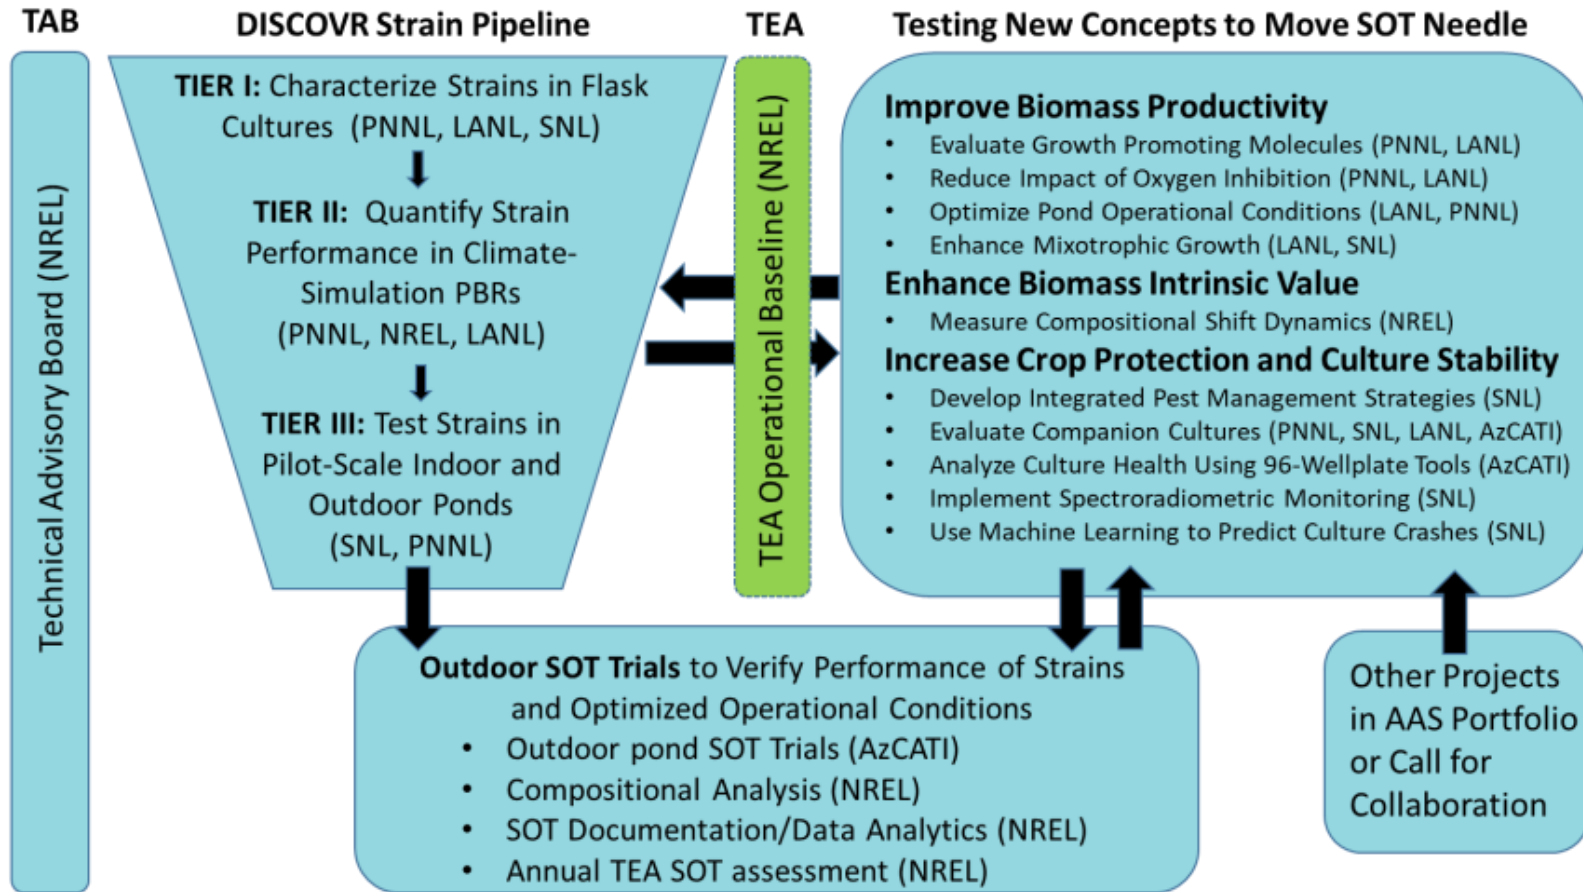 TAB
Technical Advisory Board (NREL)
DISCOVR Strain Pipeline
TIER I: Characterize Strains in Flask
Cultures (PNNL, LANL, SNL)
TIER II: Quantify Strain
Performance in Climate-
Simulation PBRs
(PNNL, NREL, LANL)
TIER III: Test Strains in
Pilot-Scale Indoor and
Outdoor Ponds
(SNL, PNNL)
TEA
TEA Operational Baseline (NREL)
Testing New Concepts to Move SOT Needle
Improve Biomass Productivity
• Evaluate Growth Promoting Molecules (PNNL, LANL)
• Reduce Impact of Oxygen Inhibition (PNNL, LANL)
• Optimize Pond Operational Conditions (LANL, PNNL)
• Enhance Mixotrophic Growth (LANL, SNL)
Enhance Biomass Intrinsic Value
• Measure Compositional Shift Dynamics (NREL)
Increase Crop Protection and Culture Stability
• Develop Integrated Pest Management Strategies (SNL)
• Evaluate Companion Cultures (PNNL, SNL, LANL, AzCATI)
• Analyze Culture Health Using 96-Wellplate Tools (AzCATI)
• Implement Spectroradiometric Monitoring (SNL)
• Use Machine Learning to Predict Culture Crashes (SNL)
Outdoor SOT Trials to Verify Performance of Strains
and Optimized Operational Conditions
• Outdoor pond SOT Trials (AzCATI)
• Compositional Analysis (NREL)
• SOT Documentation/Data Analytics (NREL)
• Annual TEA SOT assessment (NREL)
Other Projects
in AAS Portfolio
or Call for
Collaboration